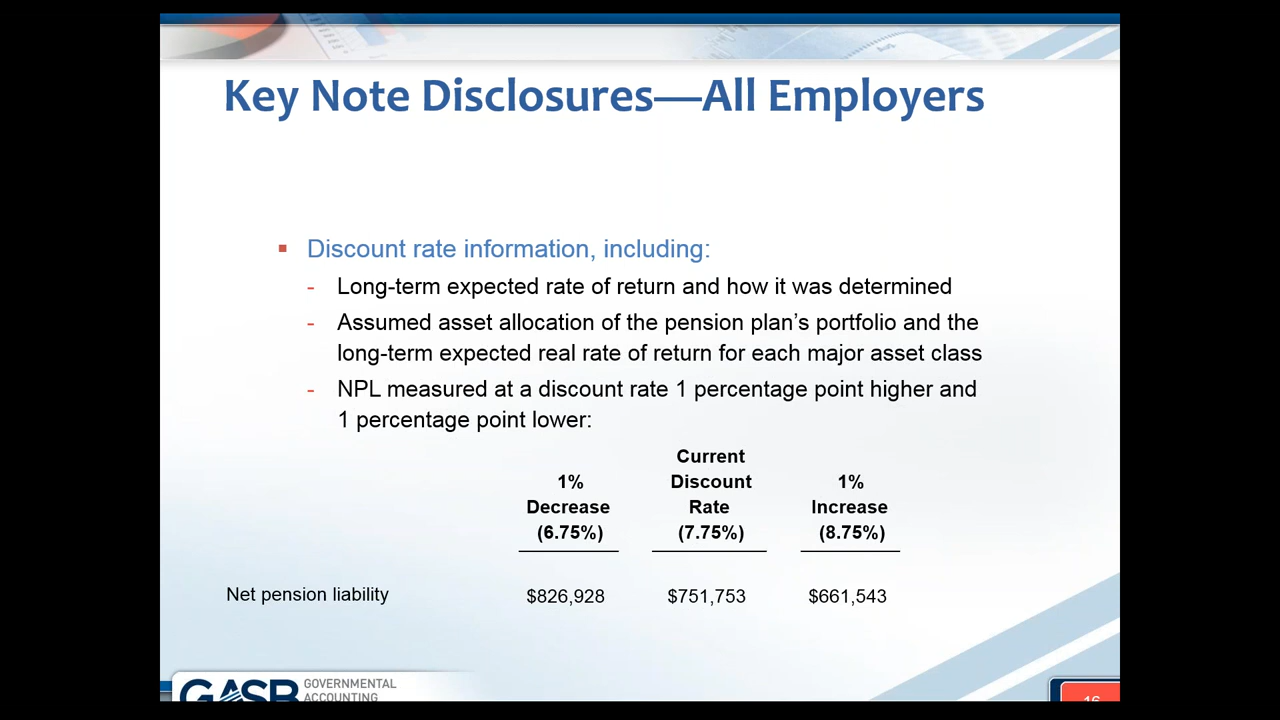 Key Note Disclosures—All Employers
▪ Discount rate information, including:
- Long-term expected rate of return and how it was determined
- Assumed asset allocation of the pension plan’s portfolio and the
long-term expected real rate of return for each major asset class
- NPL measured at a discount rate 1 percentage point higher and
1 percentage point lower:
Current
1% Discount 1%
Decrease Rate Increase
(6.75%) (7.75%) (8.75%)
Net pension liability $826,928 $751,753 $661,543
GASB GOVERNMENTAL
ACCOUNTING
16